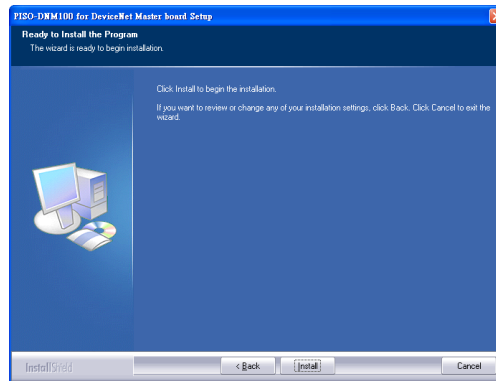 PISO-DNM100 for DeviceNet Master board Setup
Ready to Install the Program
The wizard is ready to begin installation.
Click Install to begin the installation.
If you want to review or change any of your installation settings, click Back. Click Cancel to exit the
wizard.
InstallShield
< Back
Install
Cancel